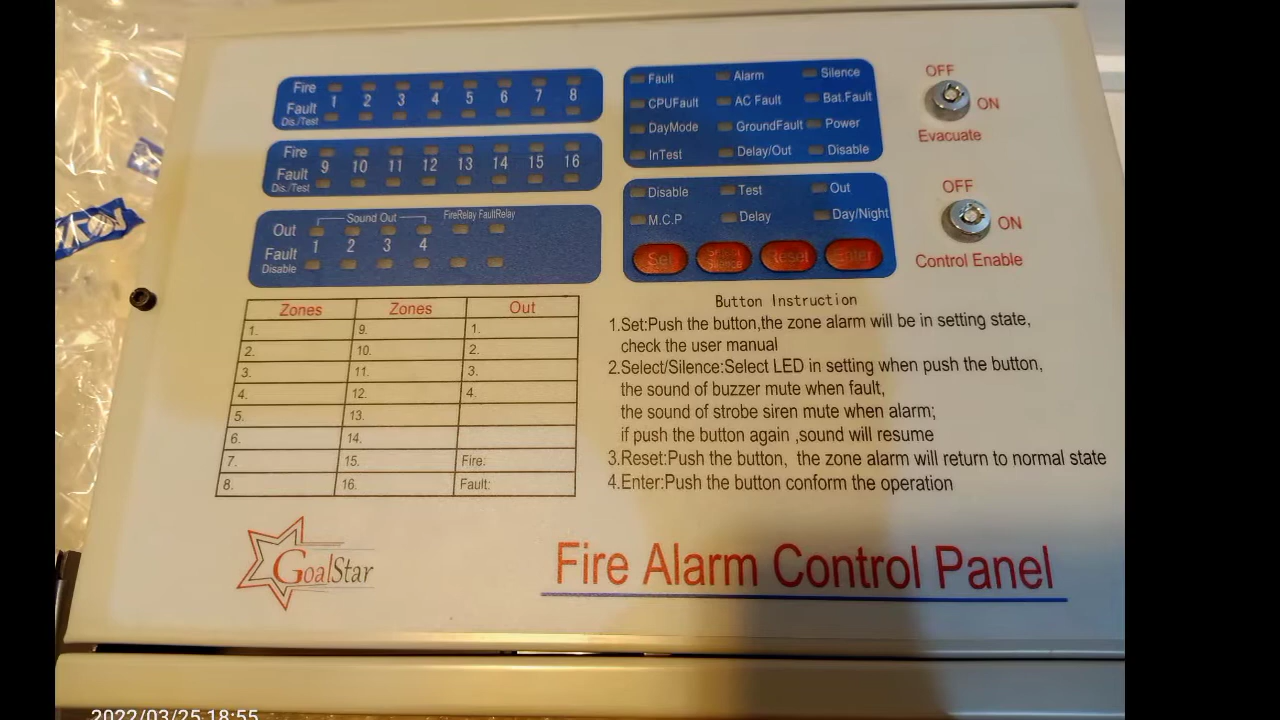 Fire
1 2 3 4 5 6 7 8
Fault
Dis./Test
Fire
9 10 11 12 13 14 15 16
Fault
Dis./Test
Sound Out FireRelay FaultRelay
Out
1 2 3 4
Fault
Disable
Fault Alarm Silence
CPUFault AC Fault Bat.Fault
DayMode GroundFault Power
InTest Delay/Out Disable
Disable Test Out
M.C.P Delay Day/Night
Set Select Silence Reset Enter
OFF
ON
Evacuate
OFF
ON
Control Enable
Zones Zones Out
1. 9. 1.
2. 10. 2.
3. 11. 3.
4. 12. 4.
5. 13.
6. 14.
7. 15. Fire:
8. 16. Fault:
Button Instruction
1.Set:Push the button,the zone alarm will be in setting state,
check the user manual
2.Select/Silence:Select LED in setting when push the button,
the sound of buzzer mute when fault,
the sound of strobe siren mute when alarm;
if push the button again ,sound will resume
3.Reset:Push the button, the zone alarm will return to normal state
4.Enter:Push the button conform the operation
GoalStar
Fire Alarm Control Panel
2022/03/25 18:55